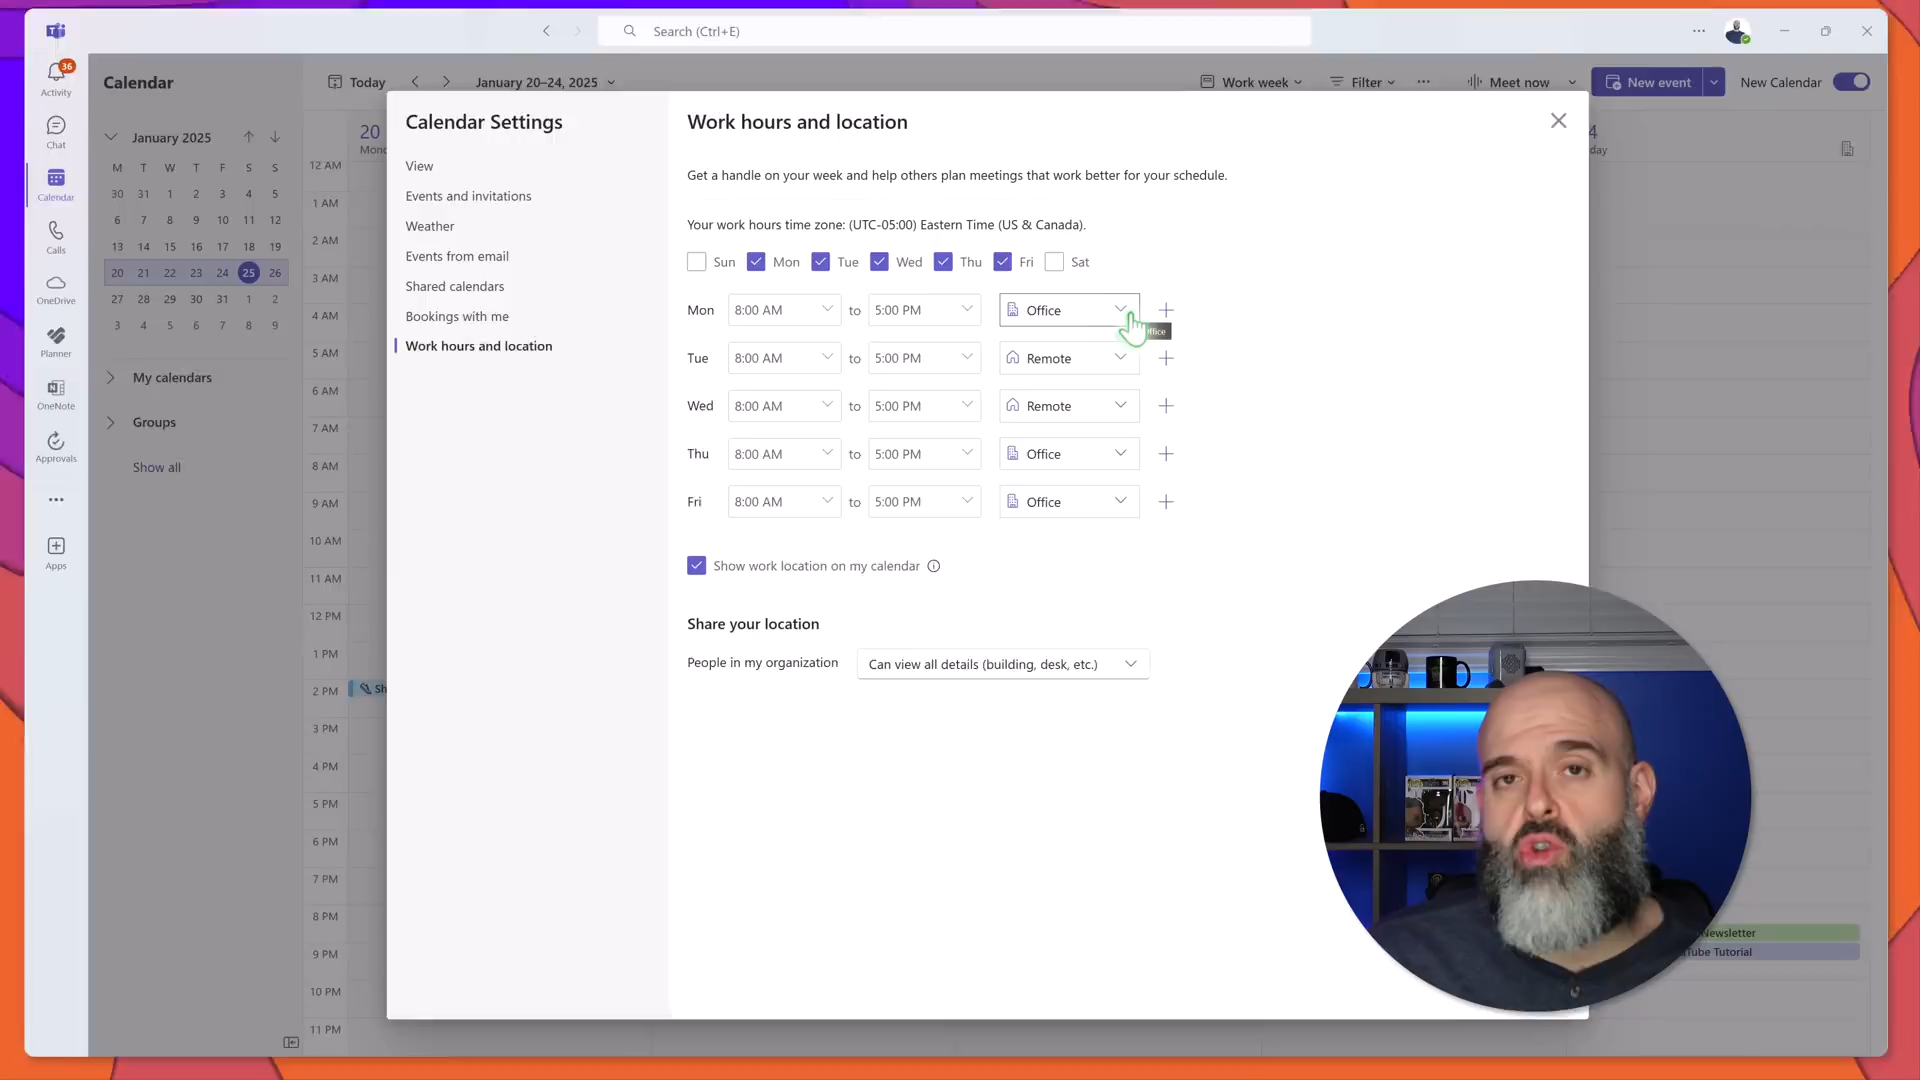 Search (Ctrl+E)
36
Activity
Chat
Calendar
Calls
OneDrive
Planner
OneNote
Approvals
Apps
Calendar
January 2025
M T W T F S S
30 31 1 2 3 4 5
6 7 8 9 10 11 12
13 14 15 16 17 18 19
20 21 22 23 24 25 26
27 28 29 30 31 1 2
3 4 5 6 7 8 9
My calendars
Groups
Show all
Today
January 20–24, 2025
Work week
Filter
Meet now
New event
New Calendar
20
12 AM
1 AM
2 AM
3 AM
4 AM
5 AM
6 AM
7 AM
8 AM
9 AM
10 AM
11 AM
12 PM
1 PM
2 PM
3 PM
4 PM
5 PM
6 PM
7 PM
8 PM
9 PM
10 PM
11 PM
Calendar Settings
View
Events and invitations
Weather
Events from email
Shared calendars
Bookings with me
Work hours and location
Work hours and location
Get a handle on your week and help others plan meetings that work better for your schedule.
Your work hours time zone: (UTC-05:00) Eastern Time (US & Canada).
Sun Mon Tue Wed Thu Fri Sat
Mon 8:00 AM to 5:00 PM Office
Tue 8:00 AM to 5:00 PM Remote
Wed 8:00 AM to 5:00 PM Remote
Thu 8:00 AM to 5:00 PM Office
Fri 8:00 AM to 5:00 PM Office
Show work location on my calendar
Share your location
People in my organization Can view all details (building, desk, etc.)
Newsletter
Tutorial